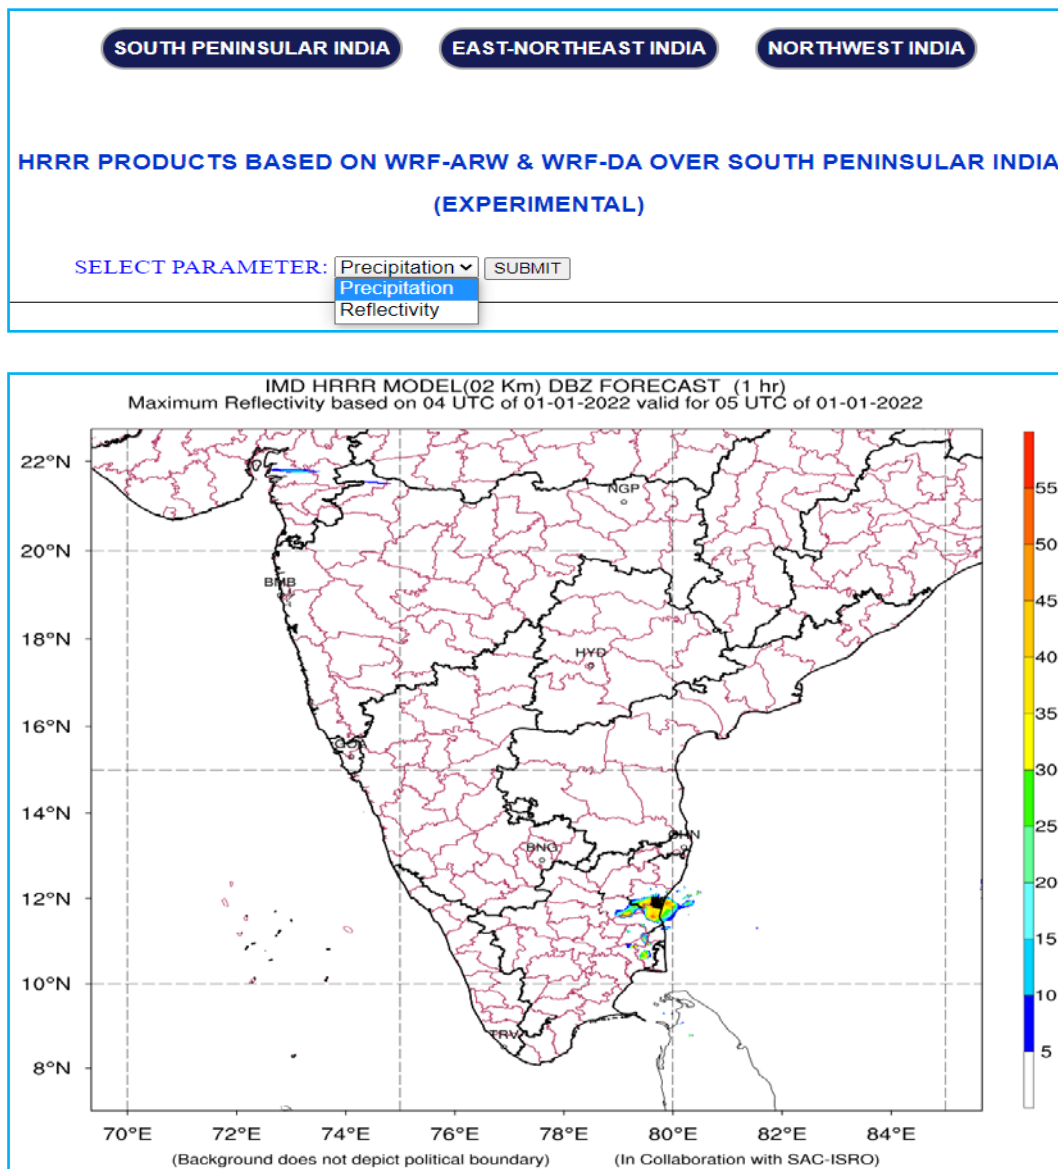 SOUTH PENINSULAR INDIA EAST-NORTHEAST INDIA NORTHWEST INDIA
HRRR PRODUCTS BASED ON WRF-ARW & WRF-DA OVER SOUTH PENINSULAR INDIA
(EXPERIMENTAL)
SELECT PARAMETER: Precipitation SUBMIT
Precipitation
Reflectivity
IMD HRRR MODEL(02 Km) DBZ FORECAST (1 hr)
Maximum Reflectivity based on 04 UTC of 01-01-2022 valid for 05 UTC of 01-01-2022
22°N
NGP
55
20°N
50
BMB
45
18°N
HYD
40
16°N
GOA
35
30
14°N
CHN
25
BNG
12°N
20
15
10°N
10
TRV
5
8°N
70°E 72°E 74°E 76°E 78°E 80°E 82°E 84°E
(Background does not depict political boundary) (In Collaboration with SAC-ISRO)